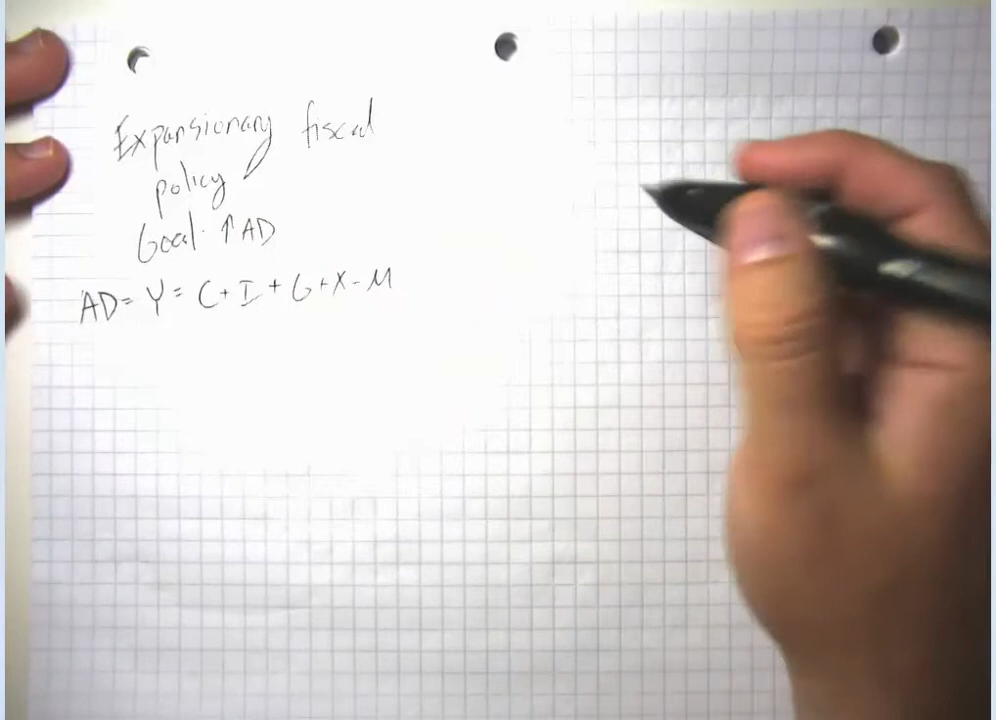 Expansionary fiscal
policy
Goal. ↑AD
AD= Y= C+ I + G+X-M